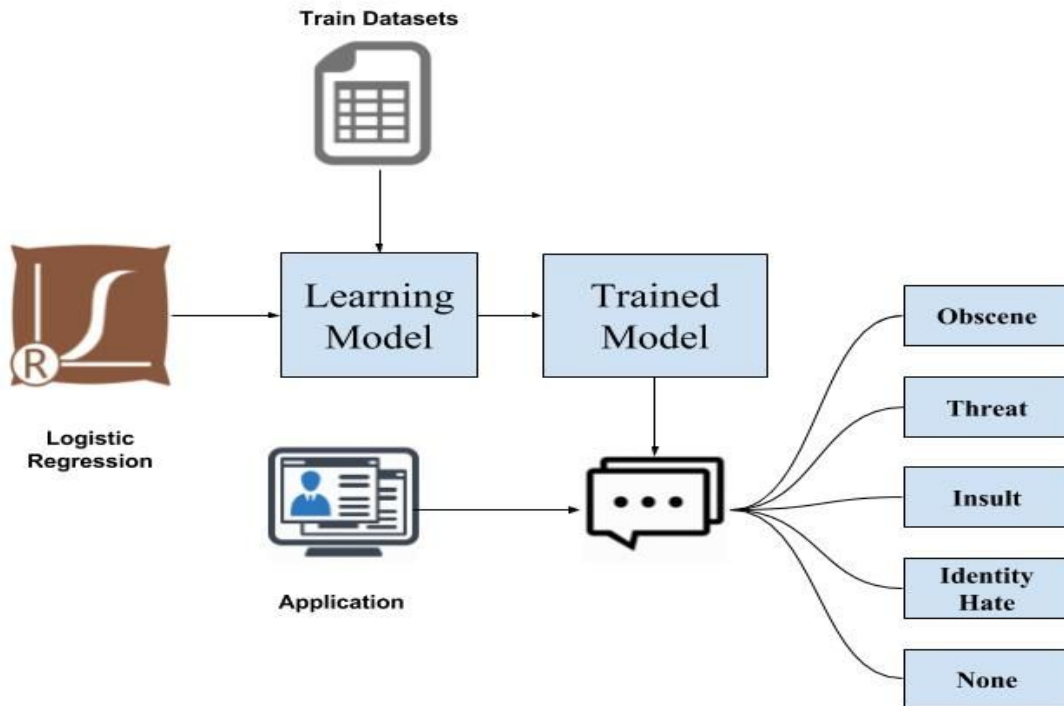 Train Datasets
Learning
Model
Trained
Model
R
Logistic
Regression
Application
Obscene
Threat
Insult
Identity
Hate
None